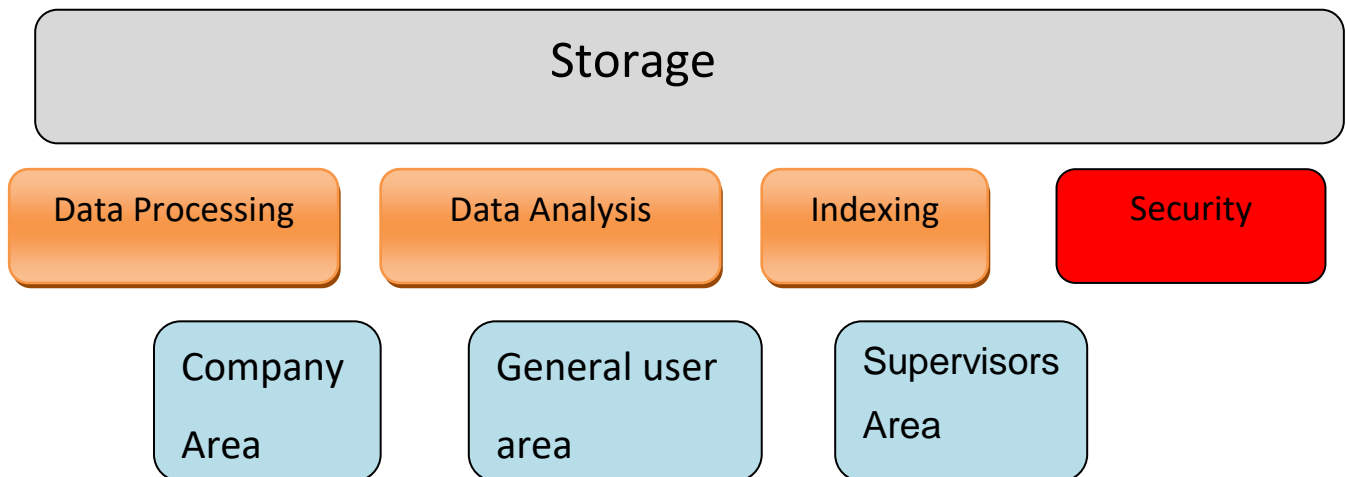 Storage
Data Processing
Data Analysis
Indexing
Security
Company
Area
General user
area
Supervisors
Area